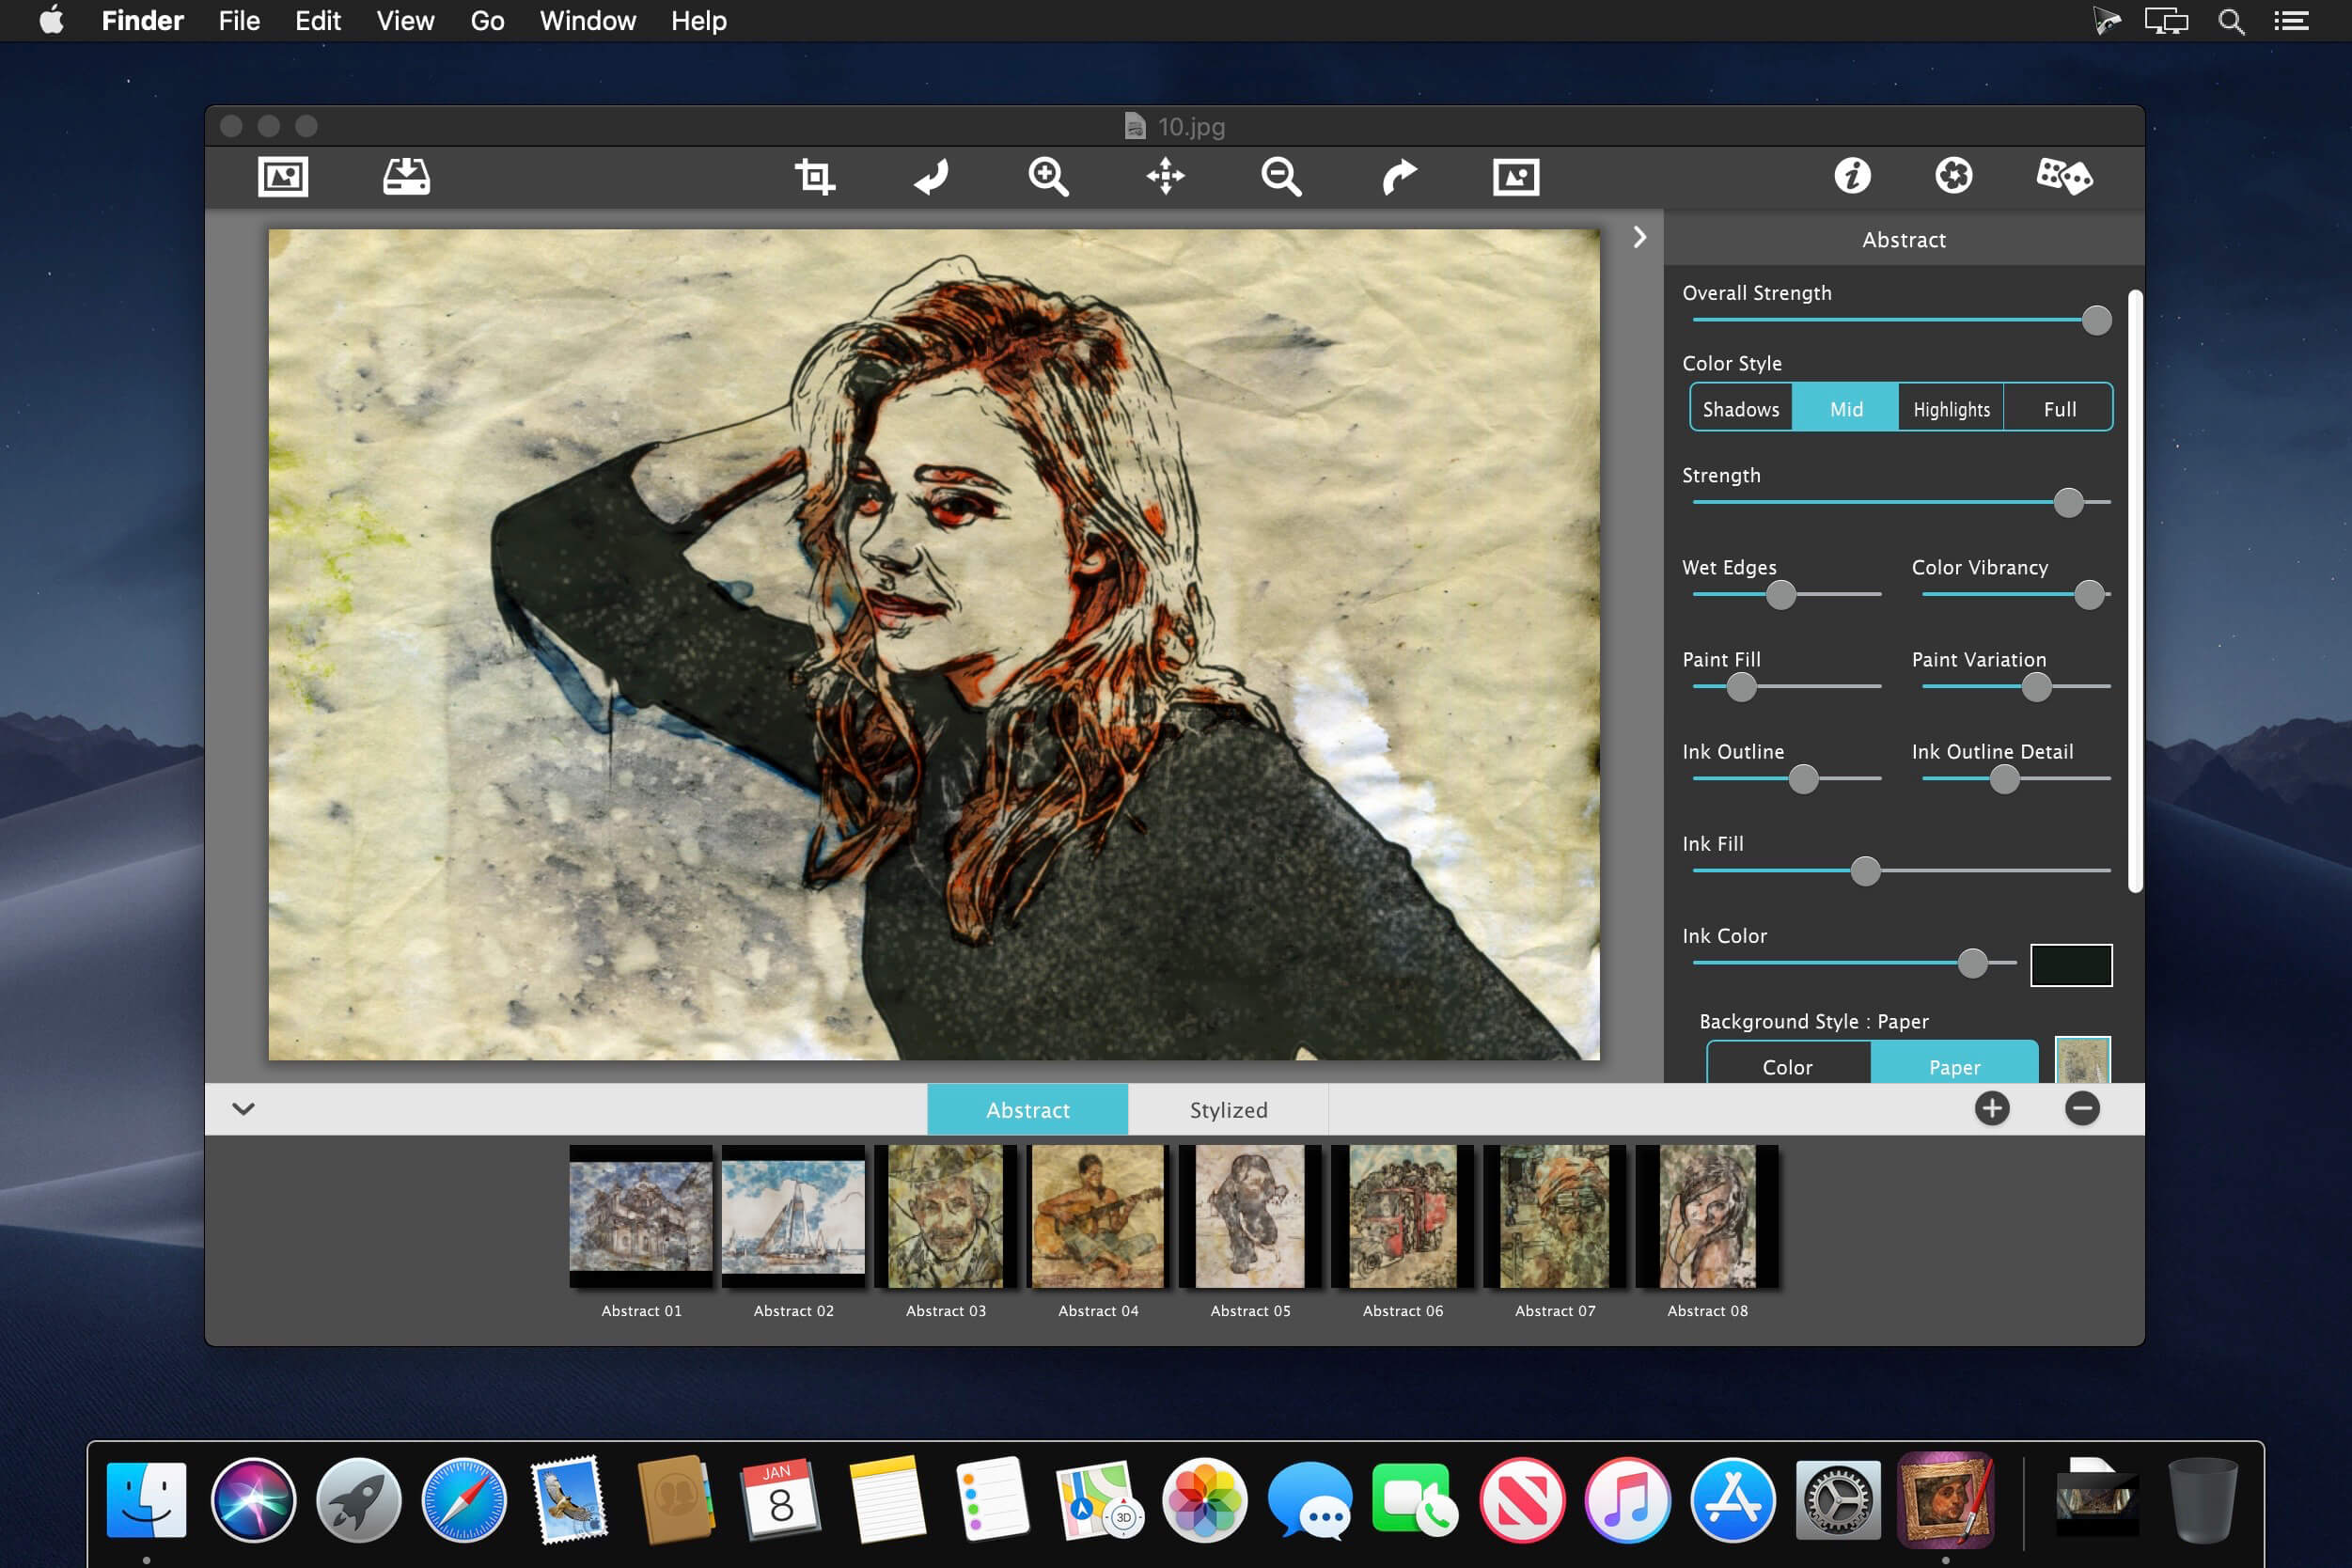 Finder File Edit View Go Window Help
10.jpg
Abstract
Overall Strength
Color Style
Shadows Mid Highlights Full
Strength
Wet Edges Color Vibrancy
Paint Fill Paint Variation
Ink Outline Ink Outline Detail
Ink Fill
Ink Color
Background Style : Paper
Color Paper
Abstract Stylized
Abstract 01 Abstract 02 Abstract 03 Abstract 04 Abstract 05 Abstract 06 Abstract 07 Abstract 08
JAN
8
3D